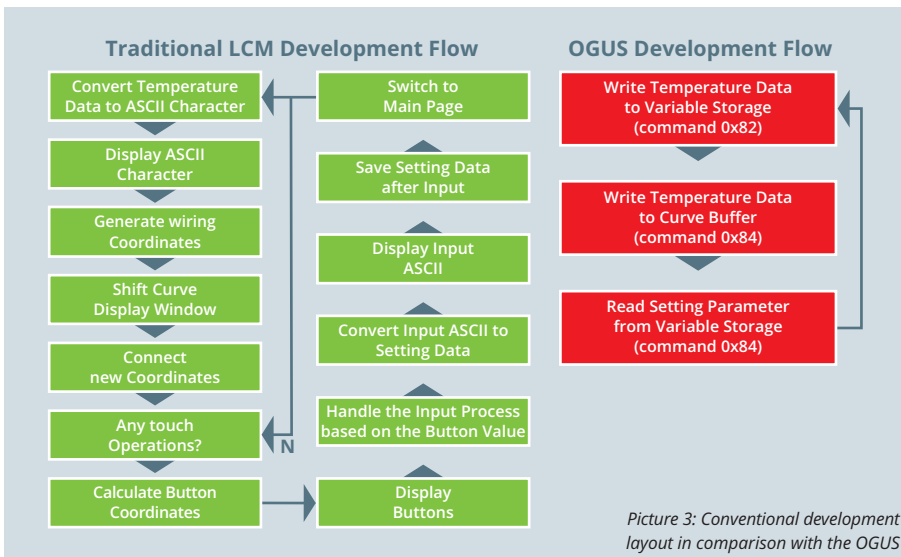 Traditional LCM Development Flow
Convert Temperature
Data to ASCII Character
Display ASCII
Character
Generate wiring
Coordinates
Shift Curve
Display Window
Connect
new Coordinates
Any touch
Operations?
N
Calculate Button
Coordinates
Display
Buttons
Handle the Input Process
based on the Button Value
Convert Input ASCII to
Setting Data
Display Input
ASCII
Save Setting Data
after Input
Switch to
Main Page
OGUS Development Flow
Write Temperature Data
to Variable Storage
(command 0x82)
Write Temperature Data
to Curve Buffer
(command 0x84)
Read Setting Parameter
from Variable Storage
(command 0x84)
Picture 3: Conventional development
layout in comparison with the OGUS